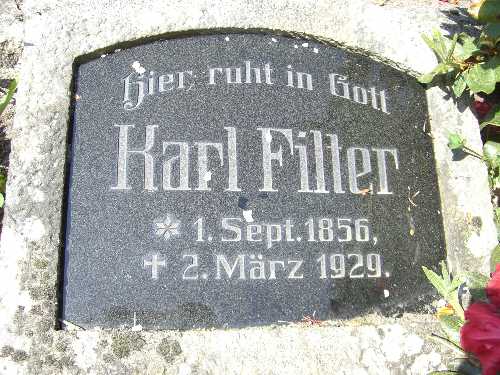 Hier ruht in Gott
Karl Filter
* 1. Sept. 1856,
✝ 2. März 1929.